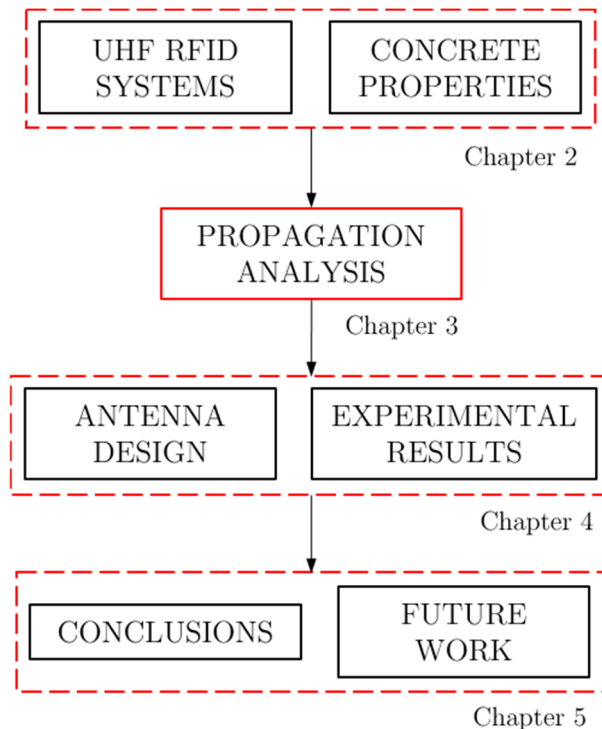 UHF RFID
SYSTEMS
CONCRETE
PROPERTIES
Chapter 2
PROPAGATION
ANALYSIS
Chapter 3
ANTENNA
DESIGN
EXPERIMENTAL
RESULTS
Chapter 4
CONCLUSIONS
FUTURE
WORK
Chapter 5